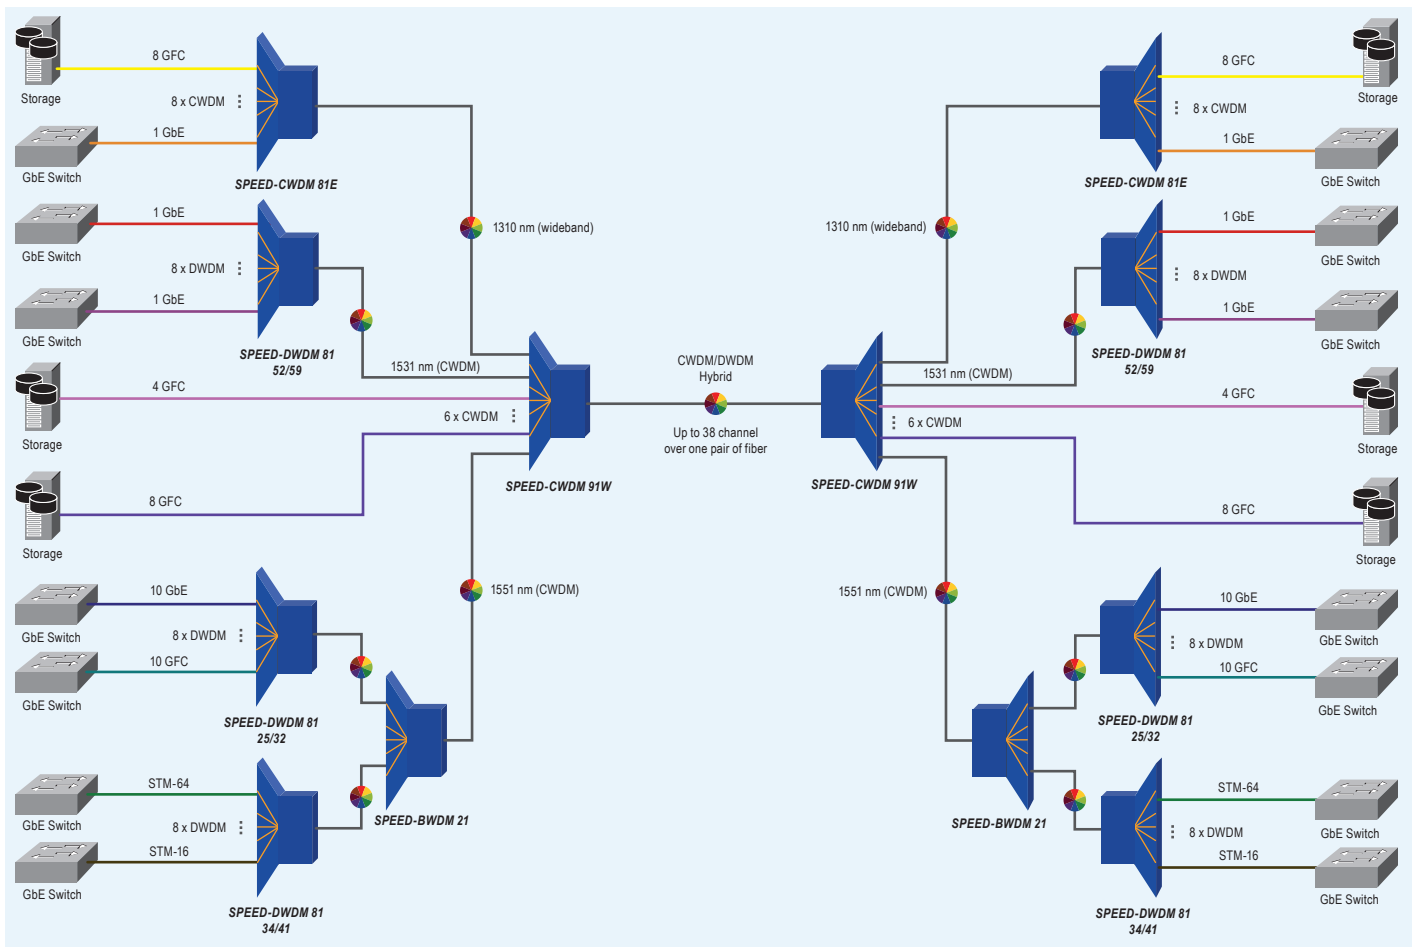 8 GFC
Storage
8 x CWDM
1 GbE
GbE Switch
SPEED-CWDM 81E
1310 nm (wideband)
1 GbE
GbE Switch
8 x DWDM
1 GbE
GbE Switch
SPEED-DWDM 81
52/59
1531 nm (CWDM)
4 GFC
Storage
6 x CWDM
SPEED-CWDM 91W
8 GFC
Storage
1551 nm (CWDM)
10 GbE
GbE Switch
8 x DWDM
10 GFC
GbE Switch
SPEED-DWDM 81
25/32
STM-64
GbE Switch
8 x DWDM
STM-16
GbE Switch
SPEED-DWDM 81
34/41
SPEED-BWDM 21
CWDM/DWDM
Hybrid
Up to 38 channel
over one pair of fiber
8 GFC
Storage
8 x CWDM
1 GbE
GbE Switch
SPEED-CWDM 81E
1310 nm (wideband)
1 GbE
GbE Switch
8 x DWDM
1 GbE
GbE Switch
SPEED-DWDM 81
52/59
1531 nm (CWDM)
4 GFC
Storage
6 x CWDM
SPEED-CWDM 91W
8 GFC
Storage
1551 nm (CWDM)
10 GbE
GbE Switch
8 x DWDM
10 GFC
GbE Switch
SPEED-DWDM 81
25/32
SPEED-BWDM 21
STM-64
GbE Switch
8 x DWDM
STM-16
GbE Switch
SPEED-DWDM 81
34/41